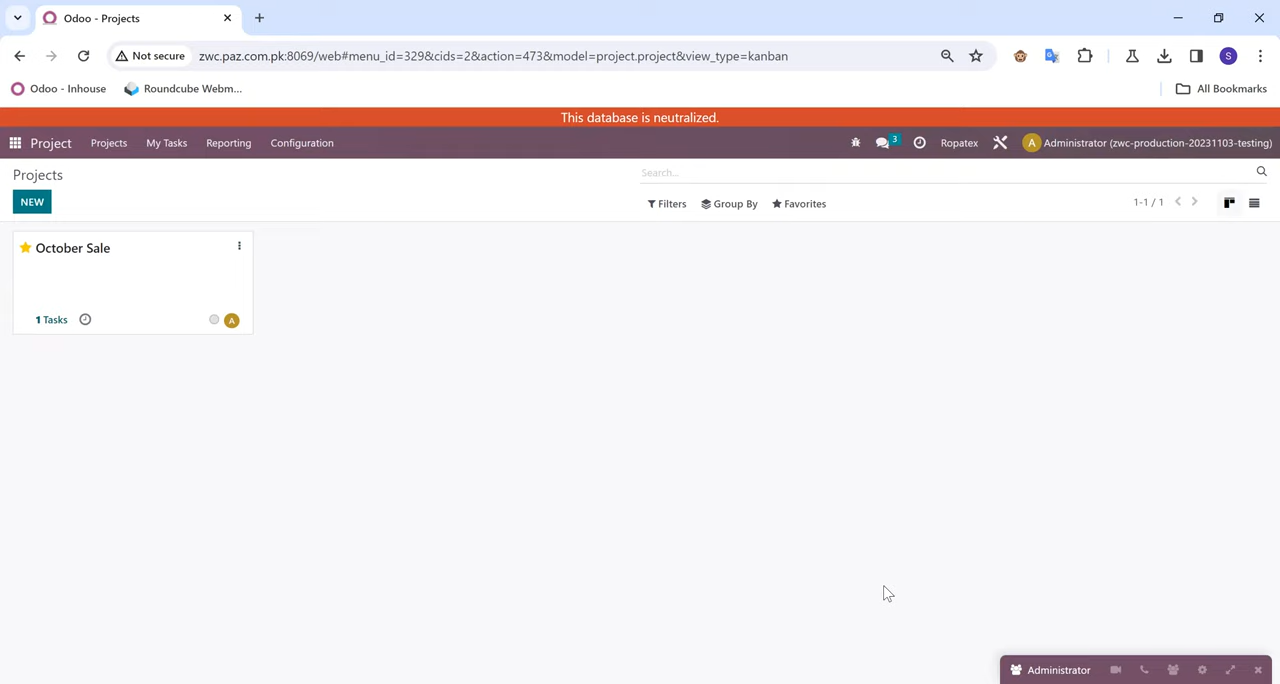 Odoo - Projects
Not secure
zwc.paz.com.pk:8069/web#menu_id=329&cids=2&action=473&model=project.project&view_type=kanban
S
Odoo - Inhouse
Roundcube Webm...
All Bookmarks
This database is neutralized.
Project
Projects
My Tasks
Reporting
Configuration
3
Ropatex
A
Administrator (zwc-production-20231103-testing)
Projects
Search...
NEW
Filters
Group By
Favorites
1-1 / 1
October Sale
1 Tasks
A
Administrator